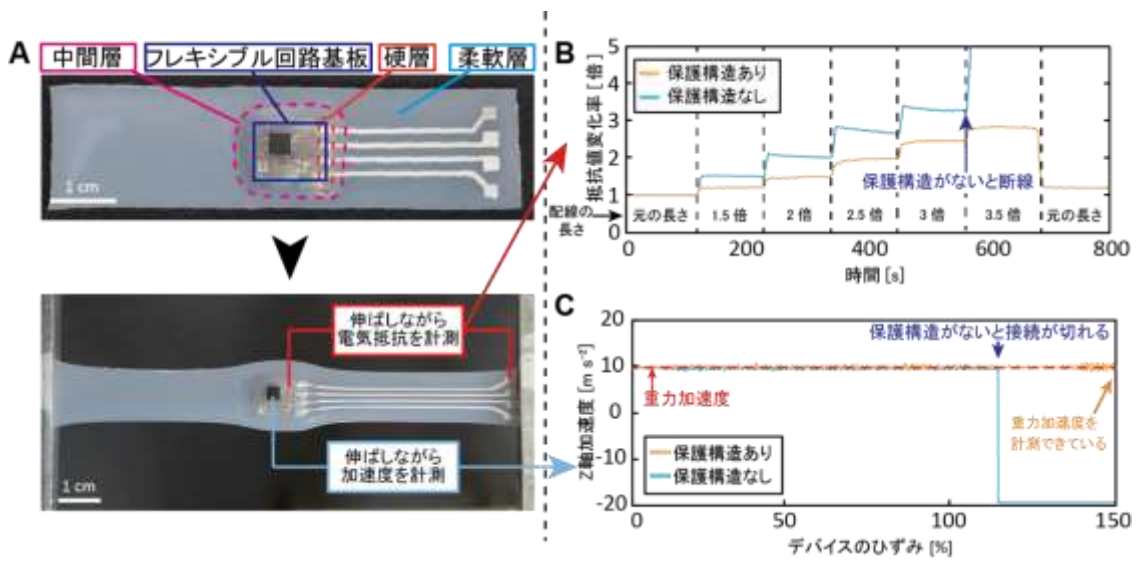 A
中間層
フレキシブル回路基板
硬層
柔軟層
1 cm
伸ばしながら
電気抵抗を計測
伸ばしながら
加速度を計測
1 cm
B
抵抗値変化率 [倍]
5
4
3
2
1
0
保護構造あり
保護構造なし
保護構造がないと断線
配線の
長さ
元の長さ
1.5 倍
2 倍
2.5 倍
3 倍
3.5 倍
元の長さ
0
200
400
600
800
時間 [s]
C
Z軸加速度 [m s⁻²]
20
10
0
-10
-20
保護構造がないと接続が切れる
重力加速度
重力加速度を
計測できている
保護構造あり
保護構造なし
0
50
100
150
デバイスのひずみ [%]